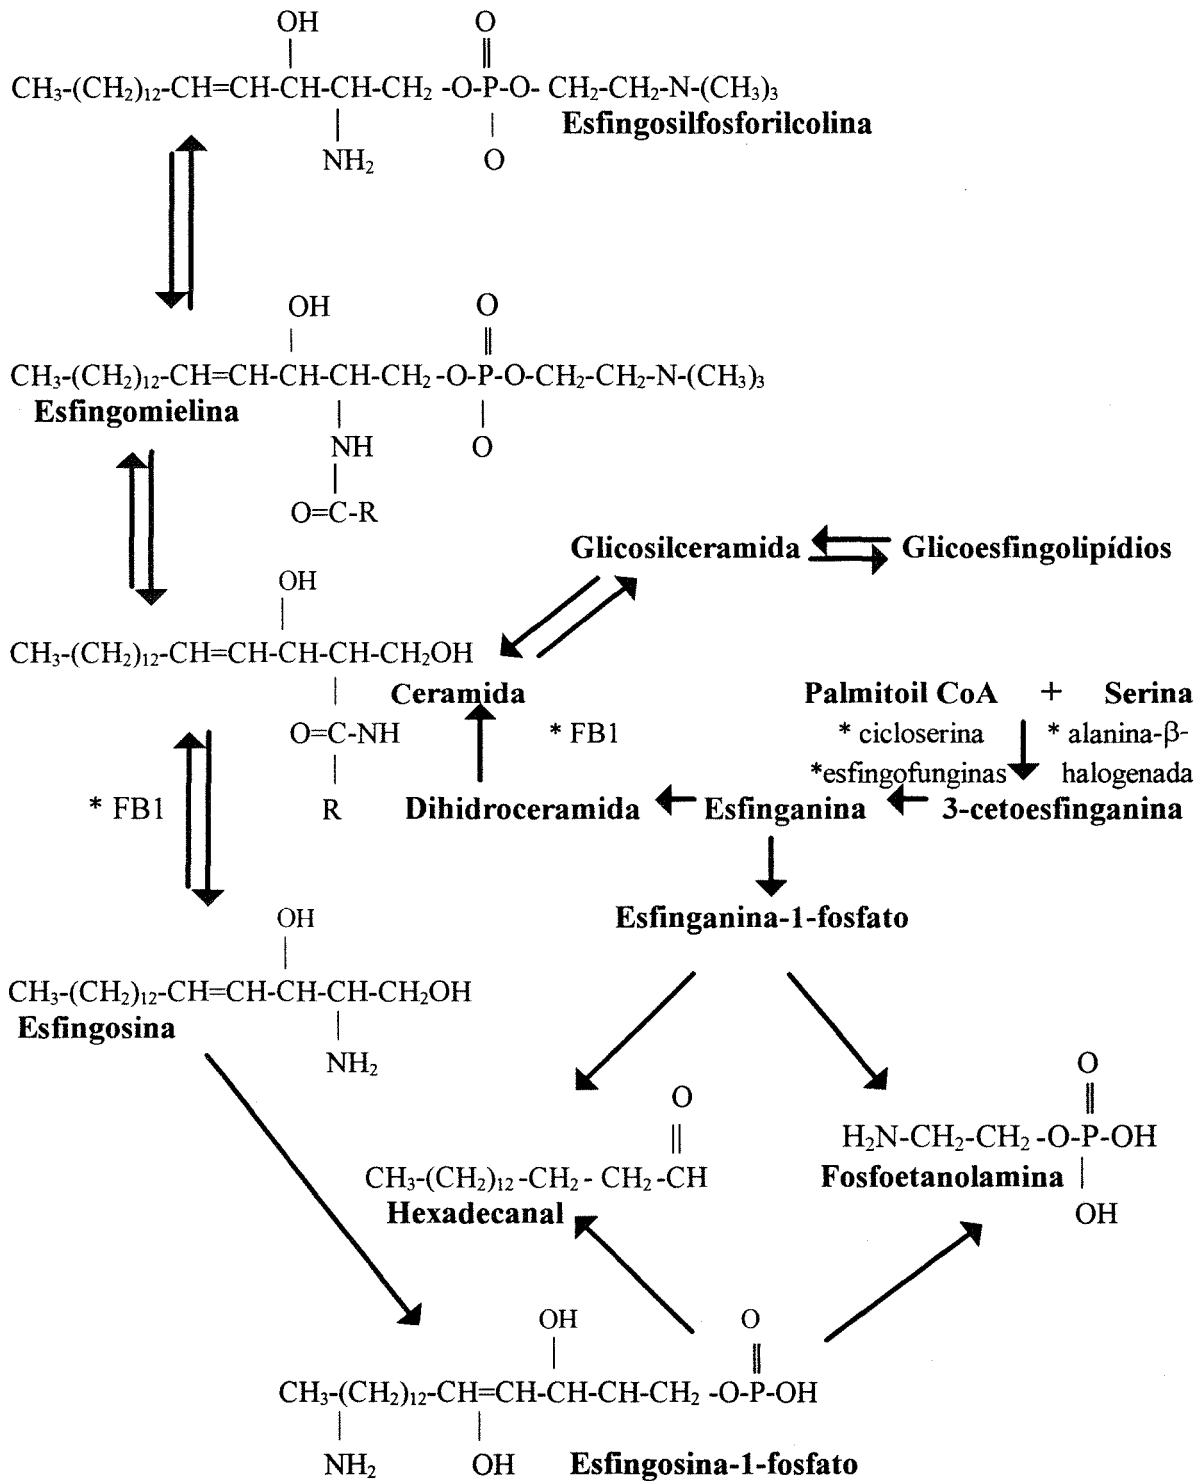 OH
O
CH3-(CH2)12-CH=CH-CH-CH-CH2 -O-P-O- CH2-CH2-N-(CH3)3
Esfingosilfosforilcolina
NH2
O
OH
O
CH3-(CH2)12-CH=CH-CH-CH-CH2 -O-P-O-CH2-CH2-N-(CH3)3
Esfingomielina
NH
O
O=C-R
Glicosilceramida
Glicoesfingolipídios
OH
CH3-(CH2)12-CH=CH-CH-CH-CH2OH
Ceramida
Palmitoil CoA + Serina
O=C-NH
* FB1
* cicloserina
* alanina-β-
*esfingofunginas
halogenada
* FB1
R
Dihidroceramida
Esfinganina
3-cetoesfinganina
OH
Esfinganina-1-fosfato
CH3-(CH2)12-CH=CH-CH-CH-CH2OH
Esfingosina
NH2
O
O
H2N-CH2-CH2 -O-P-OH
CH3-(CH2)12 -CH2 - CH2-CH
Fosfoetanolamina
Hexadecanal
OH
OH
O
CH3-(CH2)12-CH=CH-CH-CH-CH2 -O-P-OH
NH2
OH
Esfingosina-1-fosfato